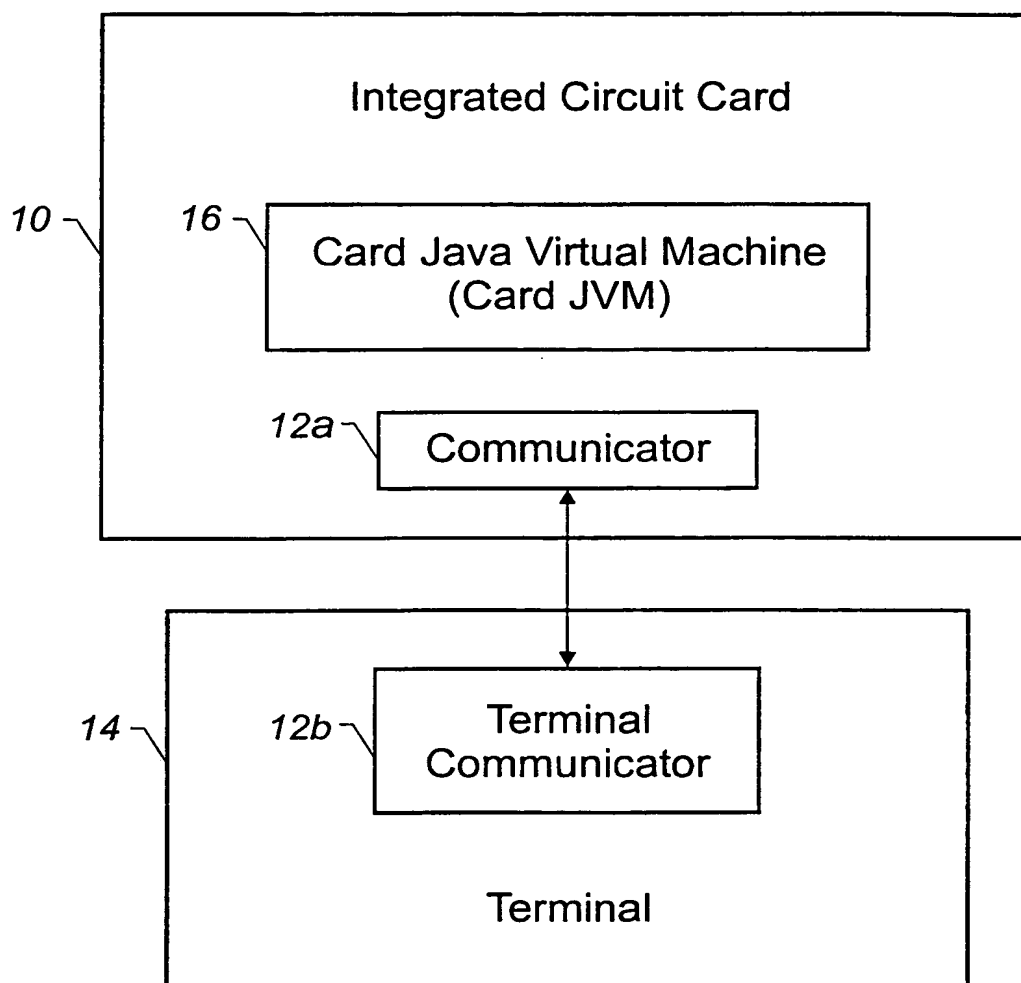 Integrated Circuit Card
10
16
Card Java Virtual Machine
(Card JVM)
12a
Communicator
14
12b
Terminal
Communicator
Terminal